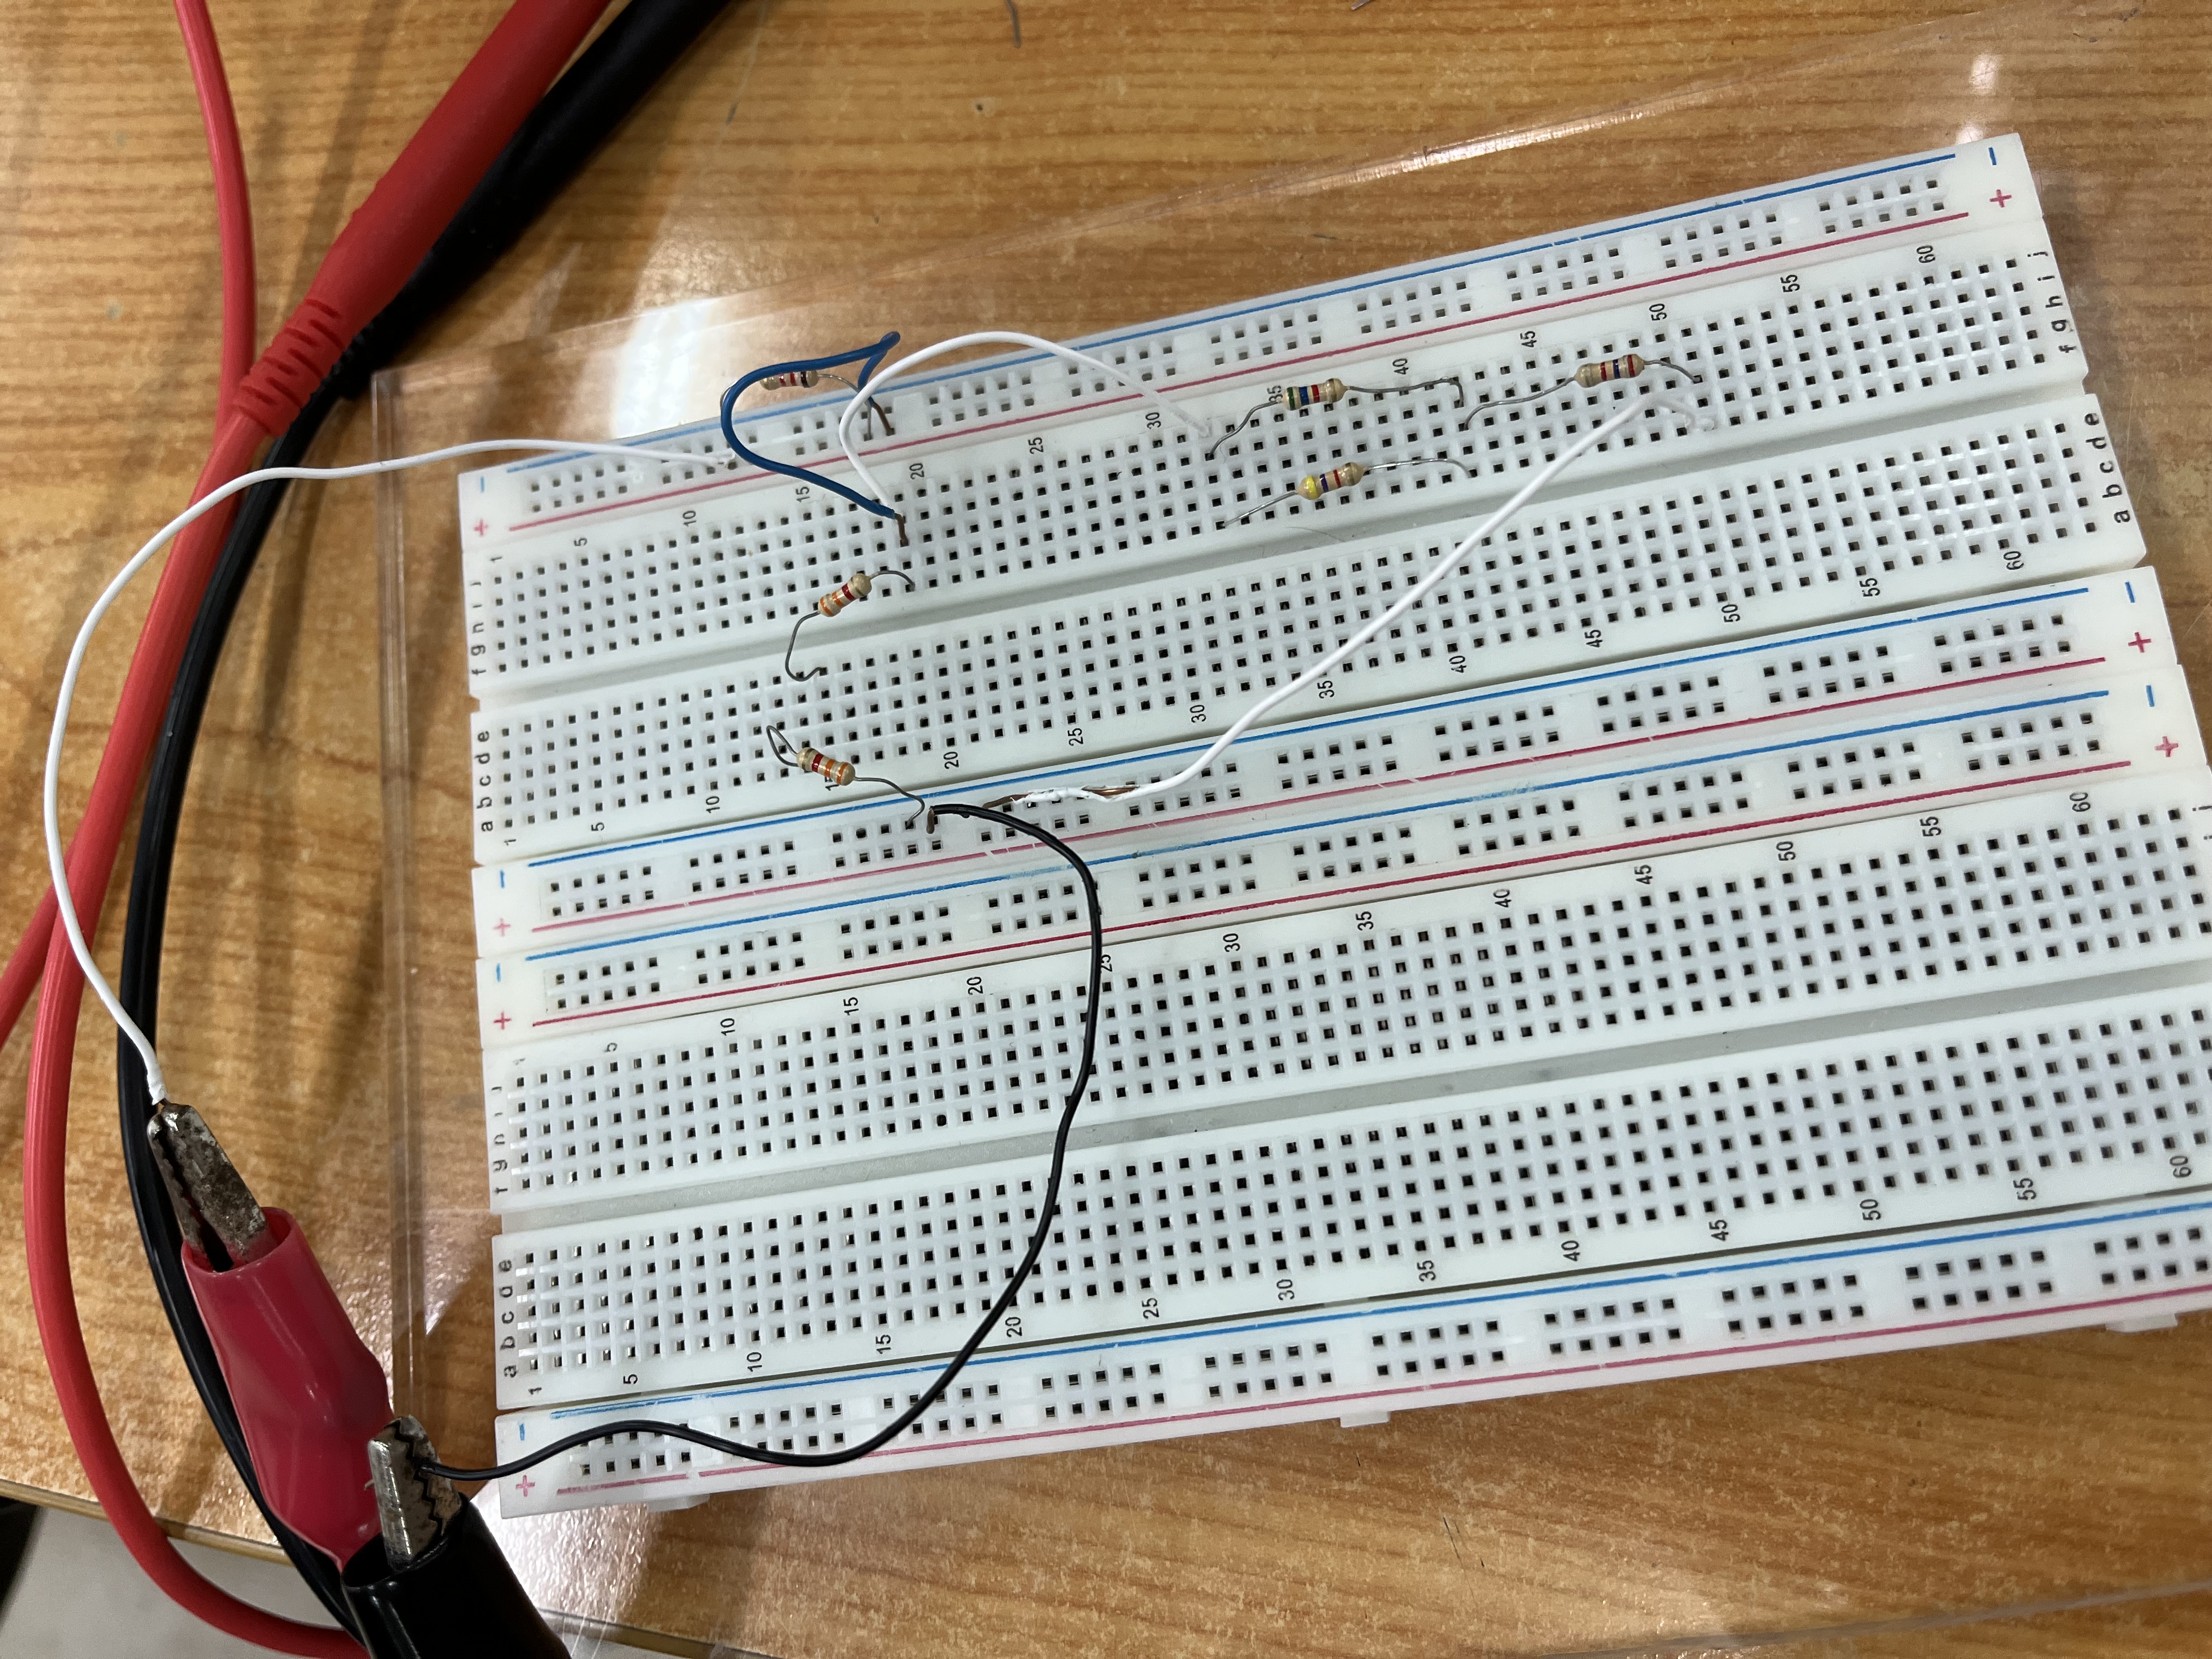 + − a b c d e f g h i j + − + − a b c d e f g h i j + −
1 1 1 1
5 5 5 5
10 10 10 10
15 15 15 15
20 20 20 20
25 25 25 25
30 30 30 30
35 35 35 35
40 40 40 40
45 45 45 45
50 50 50 50
55 55 55 55
60 60 60 60
i j + − + − a b c d e f g h i j + −